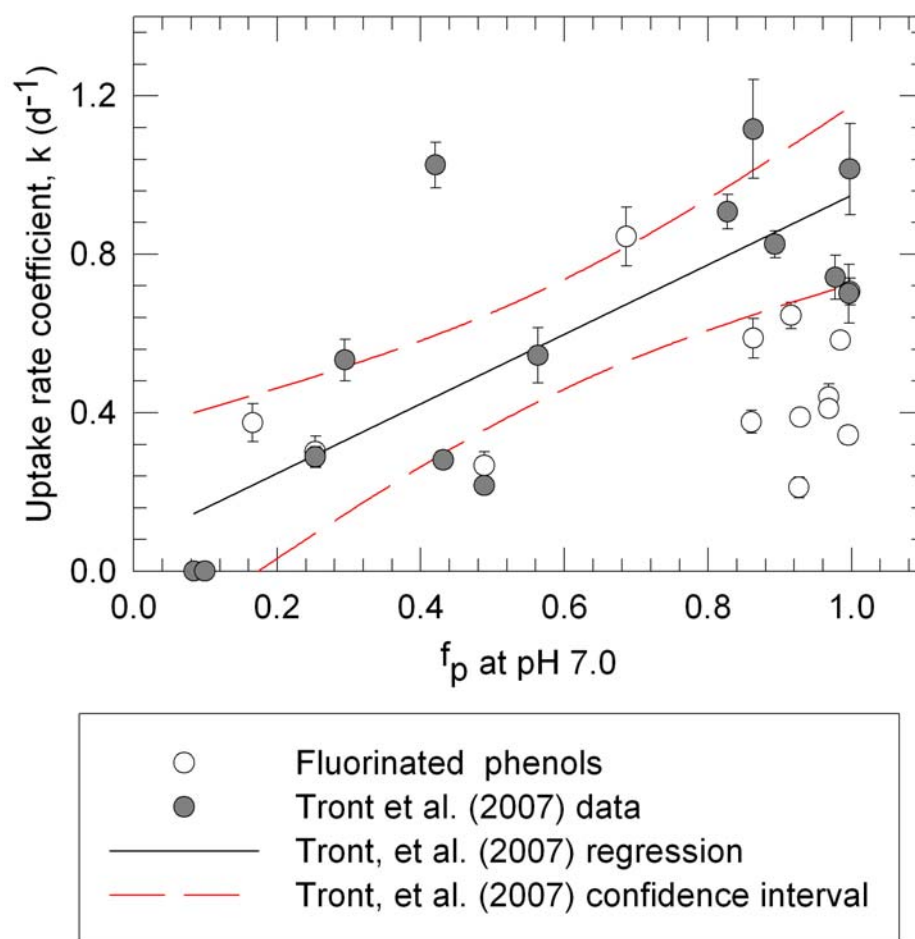 Uptake rate coefficient, k (d-1)
1.2
0.8
0.4
0.0
0.0 0.2 0.4 0.6 0.8 1.0
fp at pH 7.0
Fluorinated phenols
Tront et al. (2007) data
Tront, et al. (2007) regression
Tront, et al. (2007) confidence interval